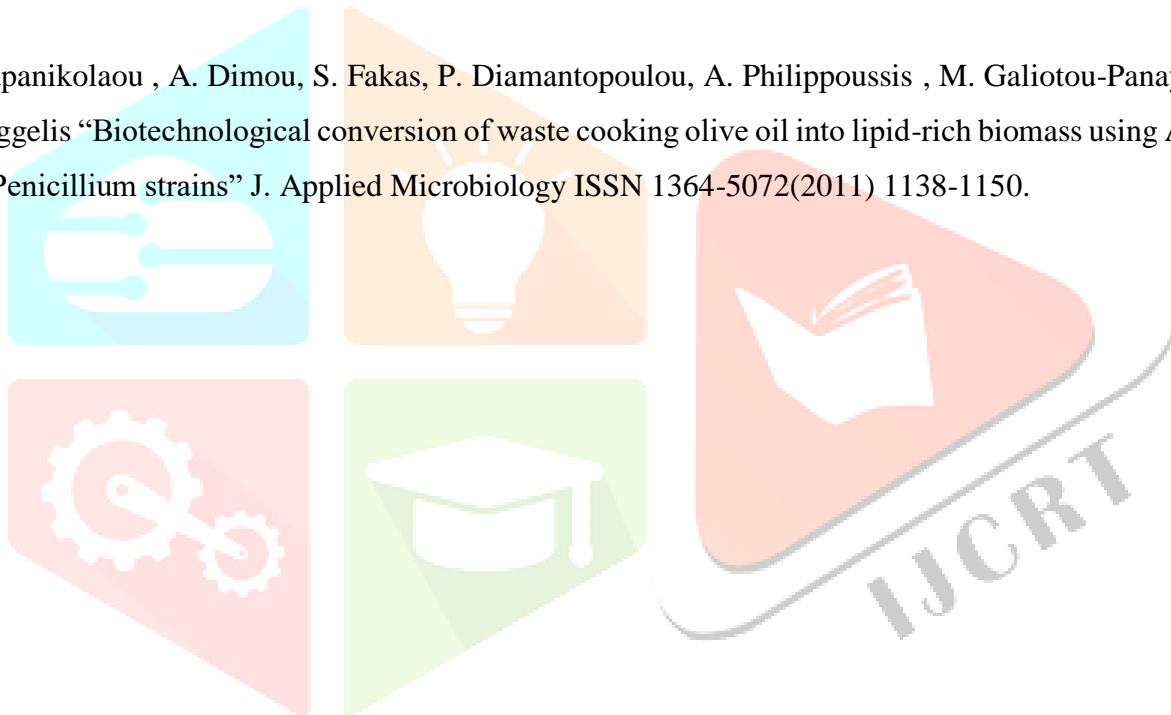 panikolaou , A. Dimou, S. Fakas, P. Diamantopoulou, A. Philippoussis , M. Galiotou-Pana
ggelis “Biotechnological conversion of waste cooking olive oil into lipid-rich biomass using
Penicillium strains” J. Applied Microbiology ISSN 1364-5072(2011) 1138-1150.
IJCRT